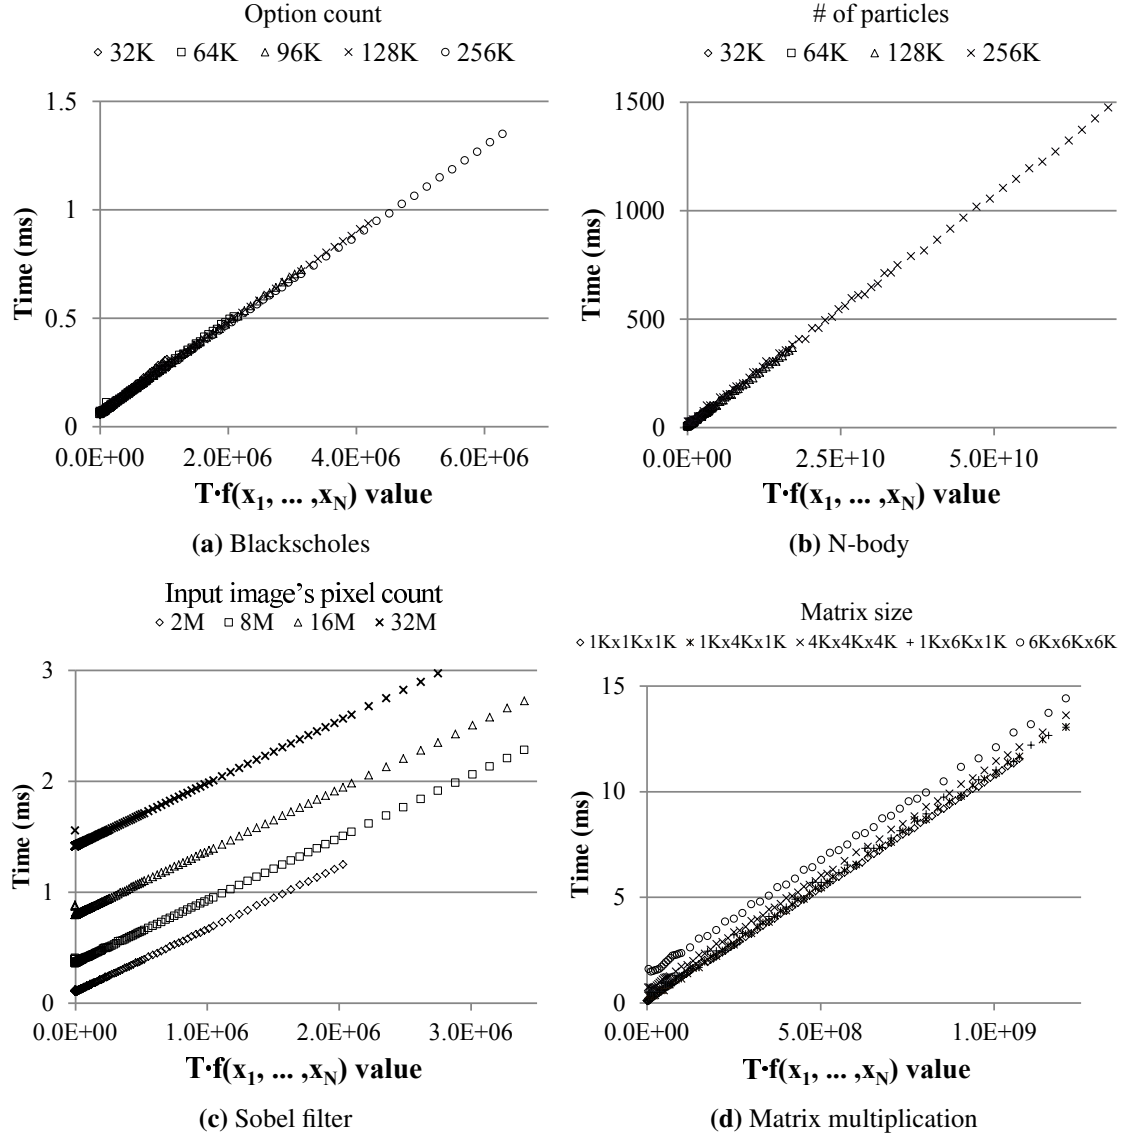 Option count
32K 64K 96K 128K 256K
1.5
1
0.5
0
Time (ms)
0.0E+00 2.0E+06 4.0E+06 6.0E+06
T·f(x1, ... ,xN) value
(a) Blackscholes
# of particles
32K 64K 128K 256K
1500
1000
500
0
Time (ms)
0.0E+00 2.5E+10 5.0E+10
T·f(x1, ... ,xN) value
(b) N-body
Input image's pixel count
2M 8M 16M 32M
3
2
1
0
Time (ms)
0.0E+00 1.0E+06 2.0E+06 3.0E+06
T·f(x1, ... ,xN) value
(c) Sobel filter
Matrix size
1Kx1Kx1K 1Kx4Kx1K 4Kx4Kx4K 1Kx6Kx1K 6Kx6Kx6K
15
10
5
0
Time (ms)
0.0E+00 5.0E+08 1.0E+09
T·f(x1, ... ,xN) value
(d) Matrix multiplication